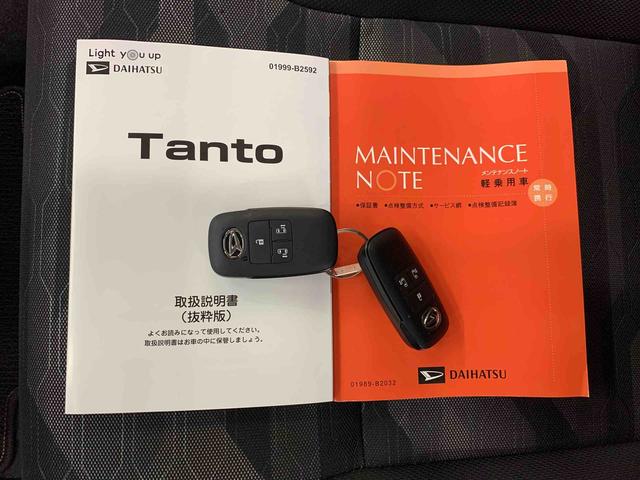 Light you up
DAIHATSU
01999-B2592
Tanto
取扱説明書
（抜粋版）
よくお読みになって使用してください。
取扱説明書はお車の中に保管しましょう。
MAINTENANCE
NOTE
メンテナンスノート
軽乗用車
常時
携行
●保証書 ●点検整備方式 ●サービス網 ●点検整備記録簿
01989-B2032
DAIHATSU